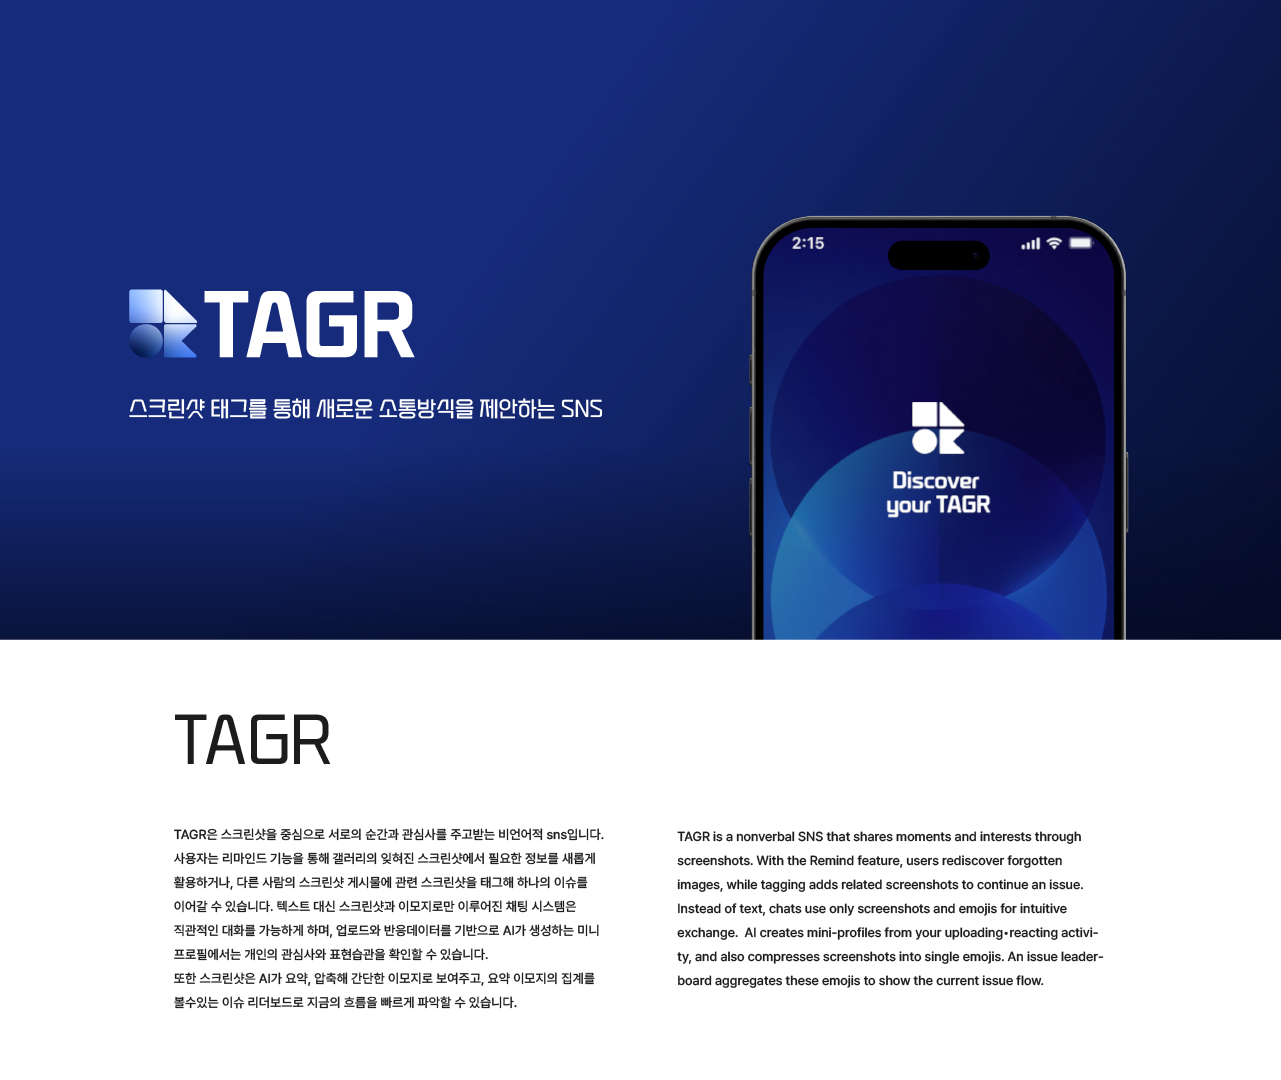 TAGR
스크린샷 태그를 통해 새로운 소통방식을 제안하는 SNS
2:15
Discover
your TAGR
TAGR
TAGR은 스크린샷을 중심으로 서로의 순간과 관심사를 주고받는 비언어적 sns입니다.
사용자는 리마인드 기능을 통해 갤러리의 잊혀진 스크린샷에서 필요한 정보를 새롭게
활용하거나, 다른 사람의 스크린샷 게시물에 관련 스크린샷을 태그해 하나의 이슈를
이어갈 수 있습니다. 텍스트 대신 스크린샷과 이모지로만 이루어진 채팅 시스템은
직관적인 대화를 가능하게 하며, 업로드와 반응데이터를 기반으로 AI가 생성하는 미니
프로필에서는 개인의 관심사와 표현습관을 확인할 수 있습니다.
또한 스크린샷은 AI가 요약, 압축해 간단한 이모지로 보여주고, 요약 이모지의 집계를
볼수있는 이슈 리더보드로 지금의 흐름을 빠르게 파악할 수 있습니다.
TAGR is a nonverbal SNS that shares moments and interests through
screenshots. With the Remind feature, users rediscover forgotten
images, while tagging adds related screenshots to continue an issue.
Instead of text, chats use only screenshots and emojis for intuitive
exchange.  AI creates mini-profiles from your uploading•reacting activi-
ty, and also compresses screenshots into single emojis. An issue leader-
board aggregates these emojis to show the current issue flow.